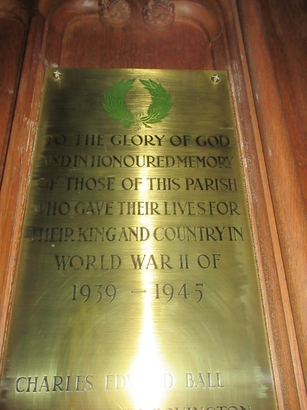 TO THE GLORY OF GOD
AND IN HONOURED MEMORY
OF THOSE OF THIS PARISH
WHO GAVE THEIR LIVES FOR
THEIR KING AND COUNTRY IN
WORLD WAR II OF
1939 – 1945
CHARLES EDWARD BALL